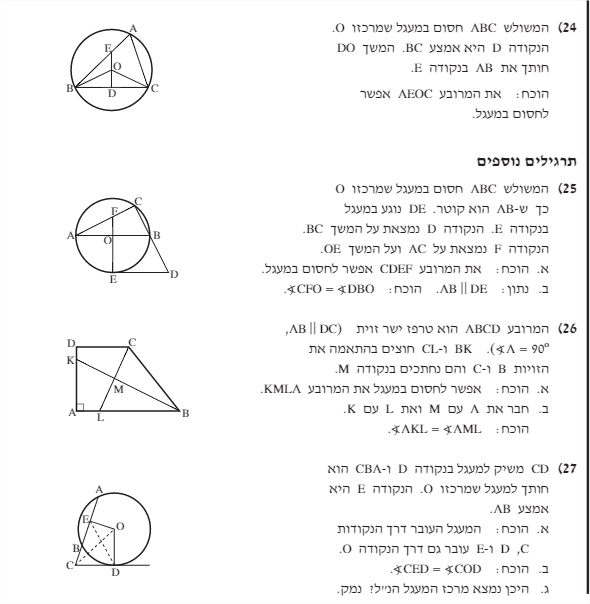 24) המשולש ABC חסום במעגל שמרכזו O.
הנקודה D היא אמצע BC. המשך DO
חותך את AB בנקודה E.
הוכח: את המרובע AEOC אפשר
לחסום במעגל.
A
E
O
B
D
C
תרגילים נוספים
25) המשולש ABC חסום במעגל שמרכזו O
כך ש-AB הוא קוטר. DE נוגע במעגל
בנקודה E. הנקודה D נמצאת על המשך BC.
הנקודה F נמצאת על AC ועל המשך OE.
א. הוכח: את המרובע CDEF אפשר לחסום במעגל.
ב. נתון: AB || DE. הוכח: ∢CFO = ∢DBO.
C
F
A
O
B
E
D
26) המרובע ABCD הוא טרפז ישר זוית (AB || DC,
∢A = 90°). BK ו-CL חוצים בהתאמה את
הזויות B ו-C והם נחתכים בנקודה M.
א. הוכח: אפשר לחסום במעגל את המרובע KMLA.
ב. חבר את A עם M ואת L עם K.
הוכח: ∢AKL = ∢AML.
D
C
K
M
A
L
B
27) CD משיק למעגל בנקודה D ו-CBA הוא
חותך למעגל שמרכזו O. הנקודה E היא
אמצע AB.
א. הוכח: המעגל העובר דרך הנקודות
C, D ו-E עובר גם דרך הנקודה O.
ב. הוכח: ∢CED = ∢COD.
ג. היכן נמצא מרכז המעגל הנ"ל? נמק.
A
E
O
B
C
D